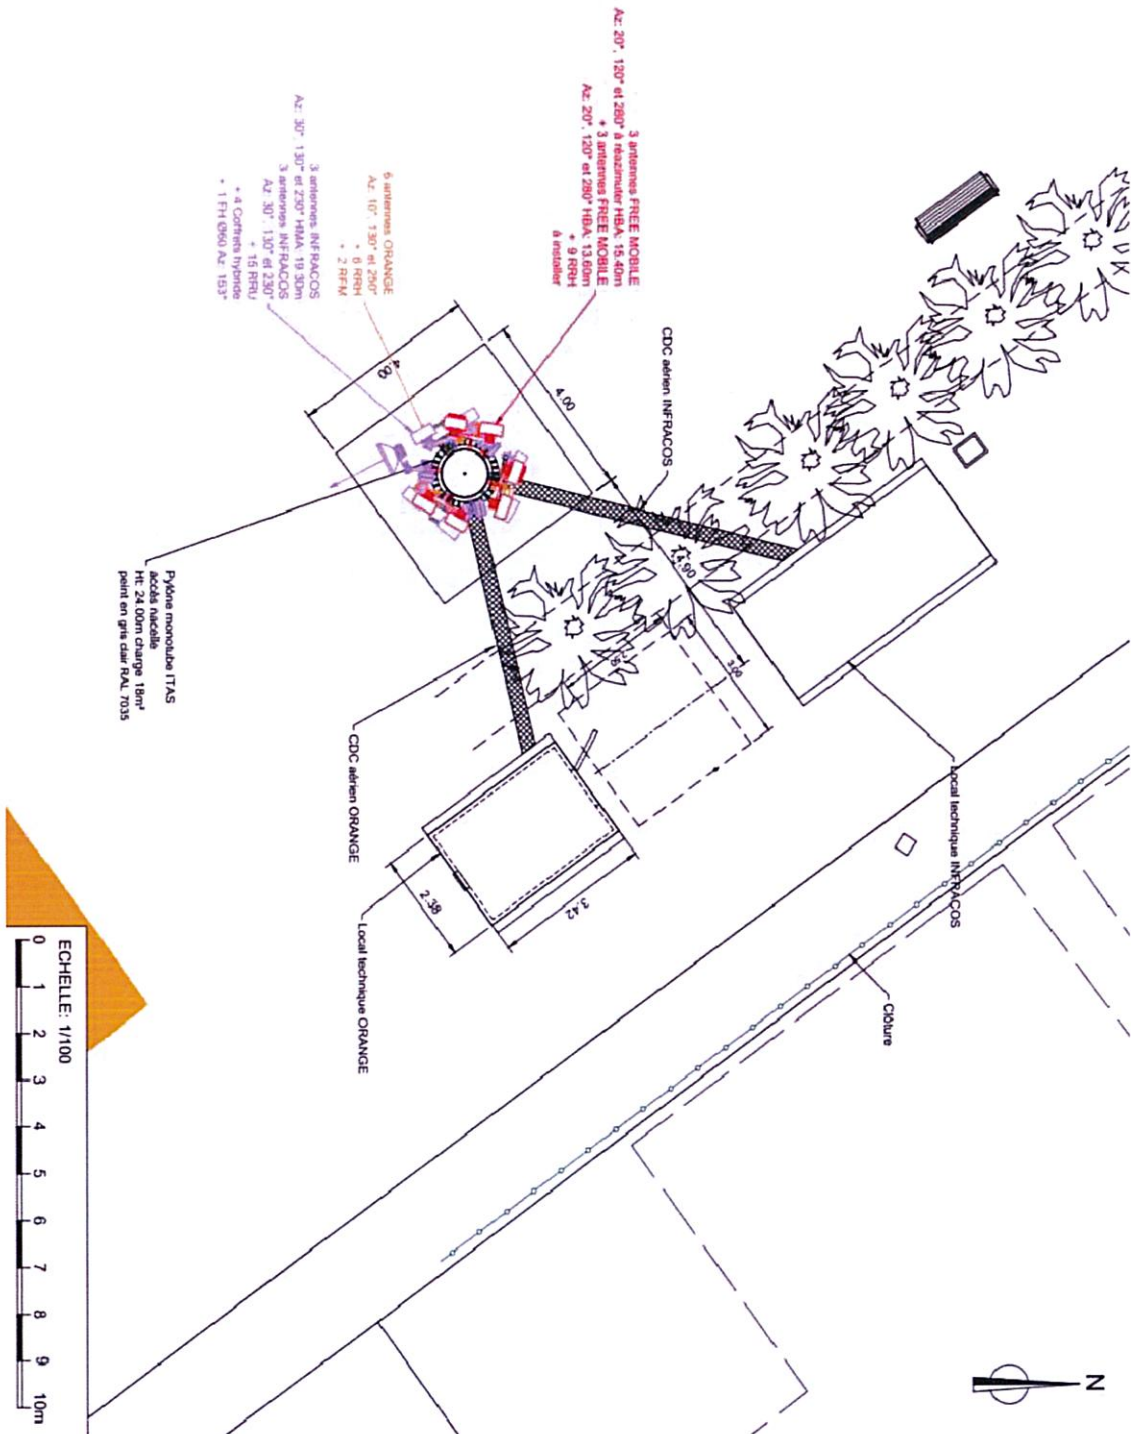 3 antennes FREE MOBILE
Az: 20°, 120° et 280° à réazimuter HBA: 15.40m
+ 3 antennes FREE MOBILE
Az: 20°, 120° et 280° HBA: 13.60m
+ 9 RRH
à installer
6 antennes ORANGE
Az: 10°, 130° et 250°
+ 6 RRH
+ 2 RFM
3 antennes INFRACOS
Az: 30°, 130° et 230° HMA: 19.30m
3 antennes INFRACOS
Az: 30°, 130° et 230°
+ 15 RRU
+ 4 Coffrets hybride
+ 1 FH Ø60 Az: 153°
CDC aérien INFRACOS
4.00
4.00
4.90
3.00
Pylône monotube ITAS
accès nacelle
Ht: 24.00m charge 18m²
peint en gris clair RAL 7035
CDC aérien ORANGE
Local technique INFRACOS
Local technique ORANGE
2.38
3.42
Clôture
N
ECHELLE: 1/100
0 1 2 3 4 5 6 7 8 9 10m